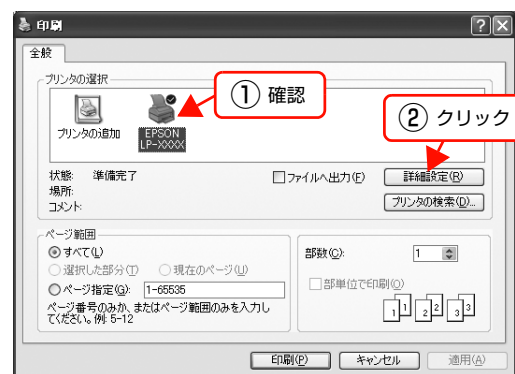 印刷
全般
プリンタの選択
① 確認
② クリック
プリンタの追加
EPSON
LP-XXXX
状態: 準備完了
場所:
コメント:
ファイルへ出力(F)
詳細設定(R)
プリンタの検索(D)...
ページ範囲
すべて(L)
選択した部分(T) 現在のページ(U)
ページ指定(G): 1-65535
ページ番号のみか、またはページ範囲のみを入力し
てください。例: 5-12
部数(C): 1
部単位で印刷(O)
1 1 2 2 3 3
印刷(P) キャンセル 適用(A)